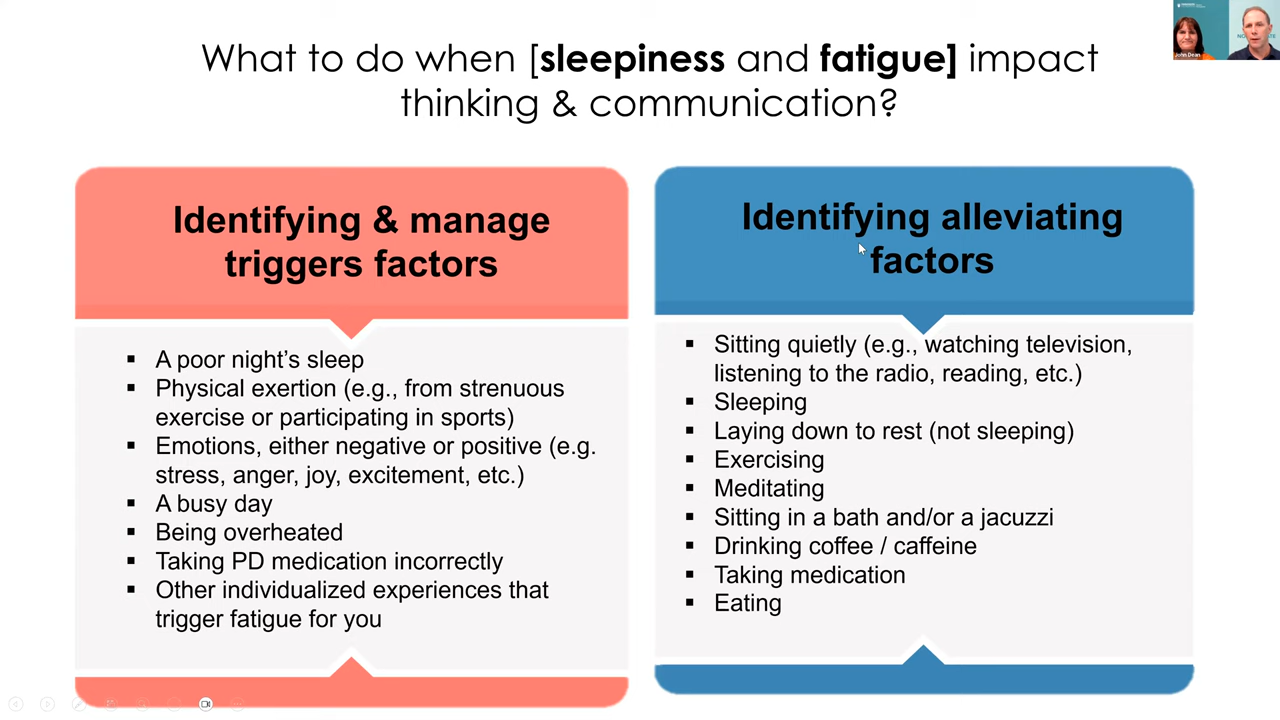 What to do when [sleepiness and fatigue] impact
thinking & communication?
John Dean
Identifying & manage
triggers factors
▪ A poor night's sleep
▪ Physical exertion (e.g., from strenuous
exercise or participating in sports)
▪ Emotions, either negative or positive (e.g.
stress, anger, joy, excitement, etc.)
▪ A busy day
▪ Being overheated
▪ Taking PD medication incorrectly
▪ Other individualized experiences that
trigger fatigue for you
Identifying alleviating
factors
▪ Sitting quietly (e.g., watching television,
listening to the radio, reading, etc.)
▪ Sleeping
▪ Laying down to rest (not sleeping)
▪ Exercising
▪ Meditating
▪ Sitting in a bath and/or a jacuzzi
▪ Drinking coffee / caffeine
▪ Taking medication
▪ Eating